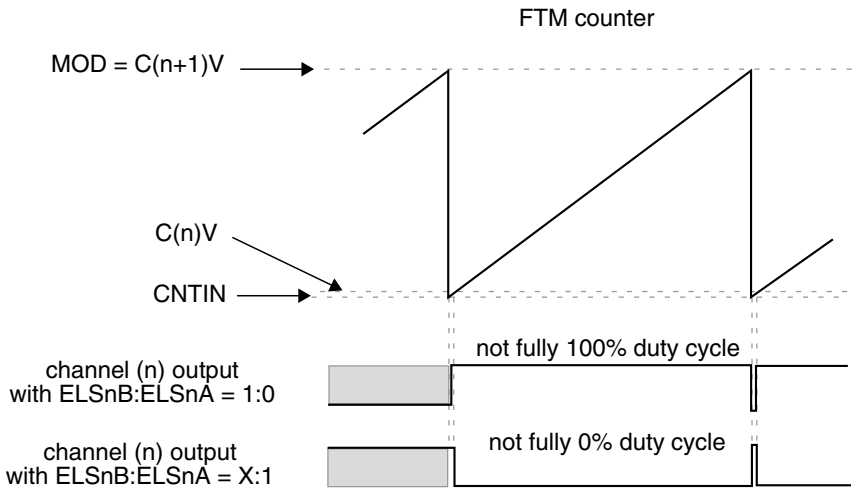 FTM counter
MOD = C(n+1)V
C(n)V
CNTIN
not fully 100% duty cycle
channel (n) output
with ELSnB:ELSnA = 1:0
not fully 0% duty cycle
channel (n) output
with ELSnB:ELSnA = X:1